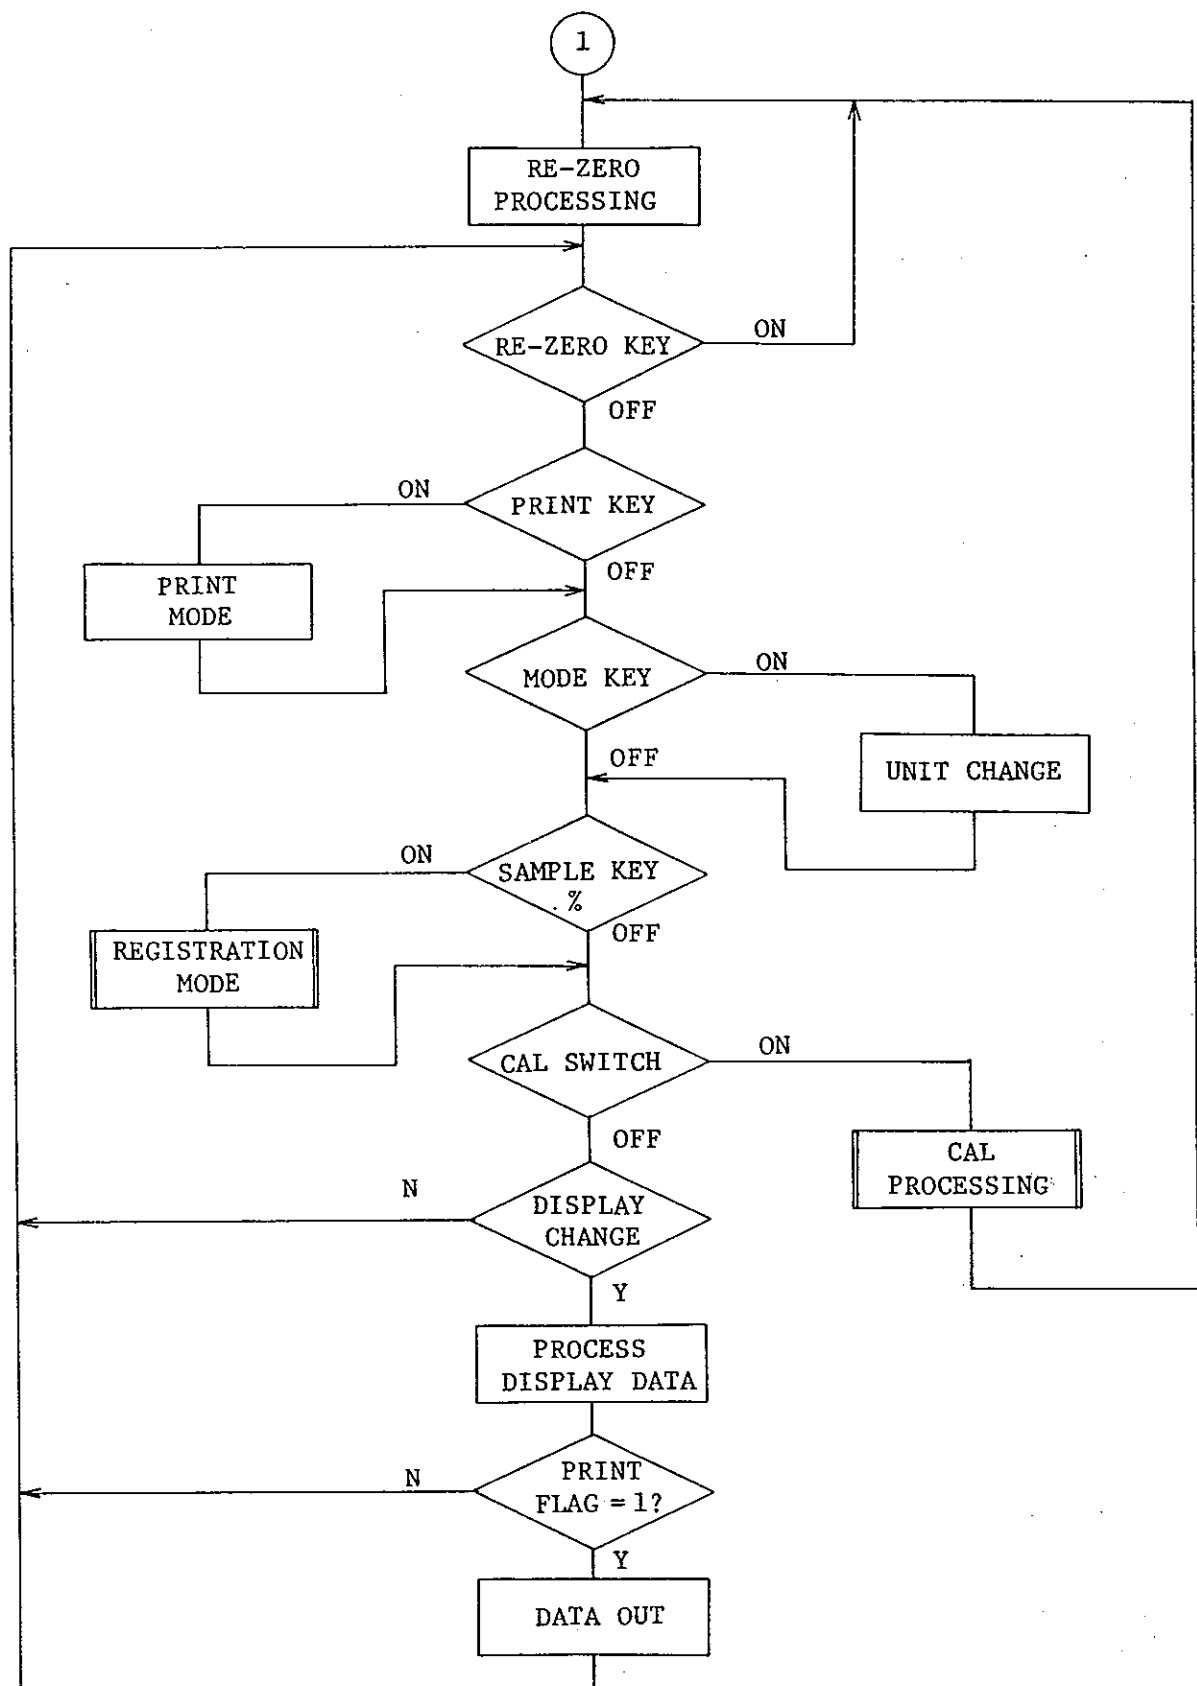 1
RE-ZERO
PROCESSING
RE-ZERO KEY
ON
OFF
ON
PRINT KEY
OFF
PRINT
MODE
MODE KEY
ON
OFF
UNIT CHANGE
ON
SAMPLE KEY
%
OFF
REGISTRATION
MODE
CAL SWITCH
ON
OFF
CAL
PROCESSING
N
DISPLAY
CHANGE
Y
PROCESS
DISPLAY DATA
N
PRINT
FLAG = 1?
Y
DATA OUT